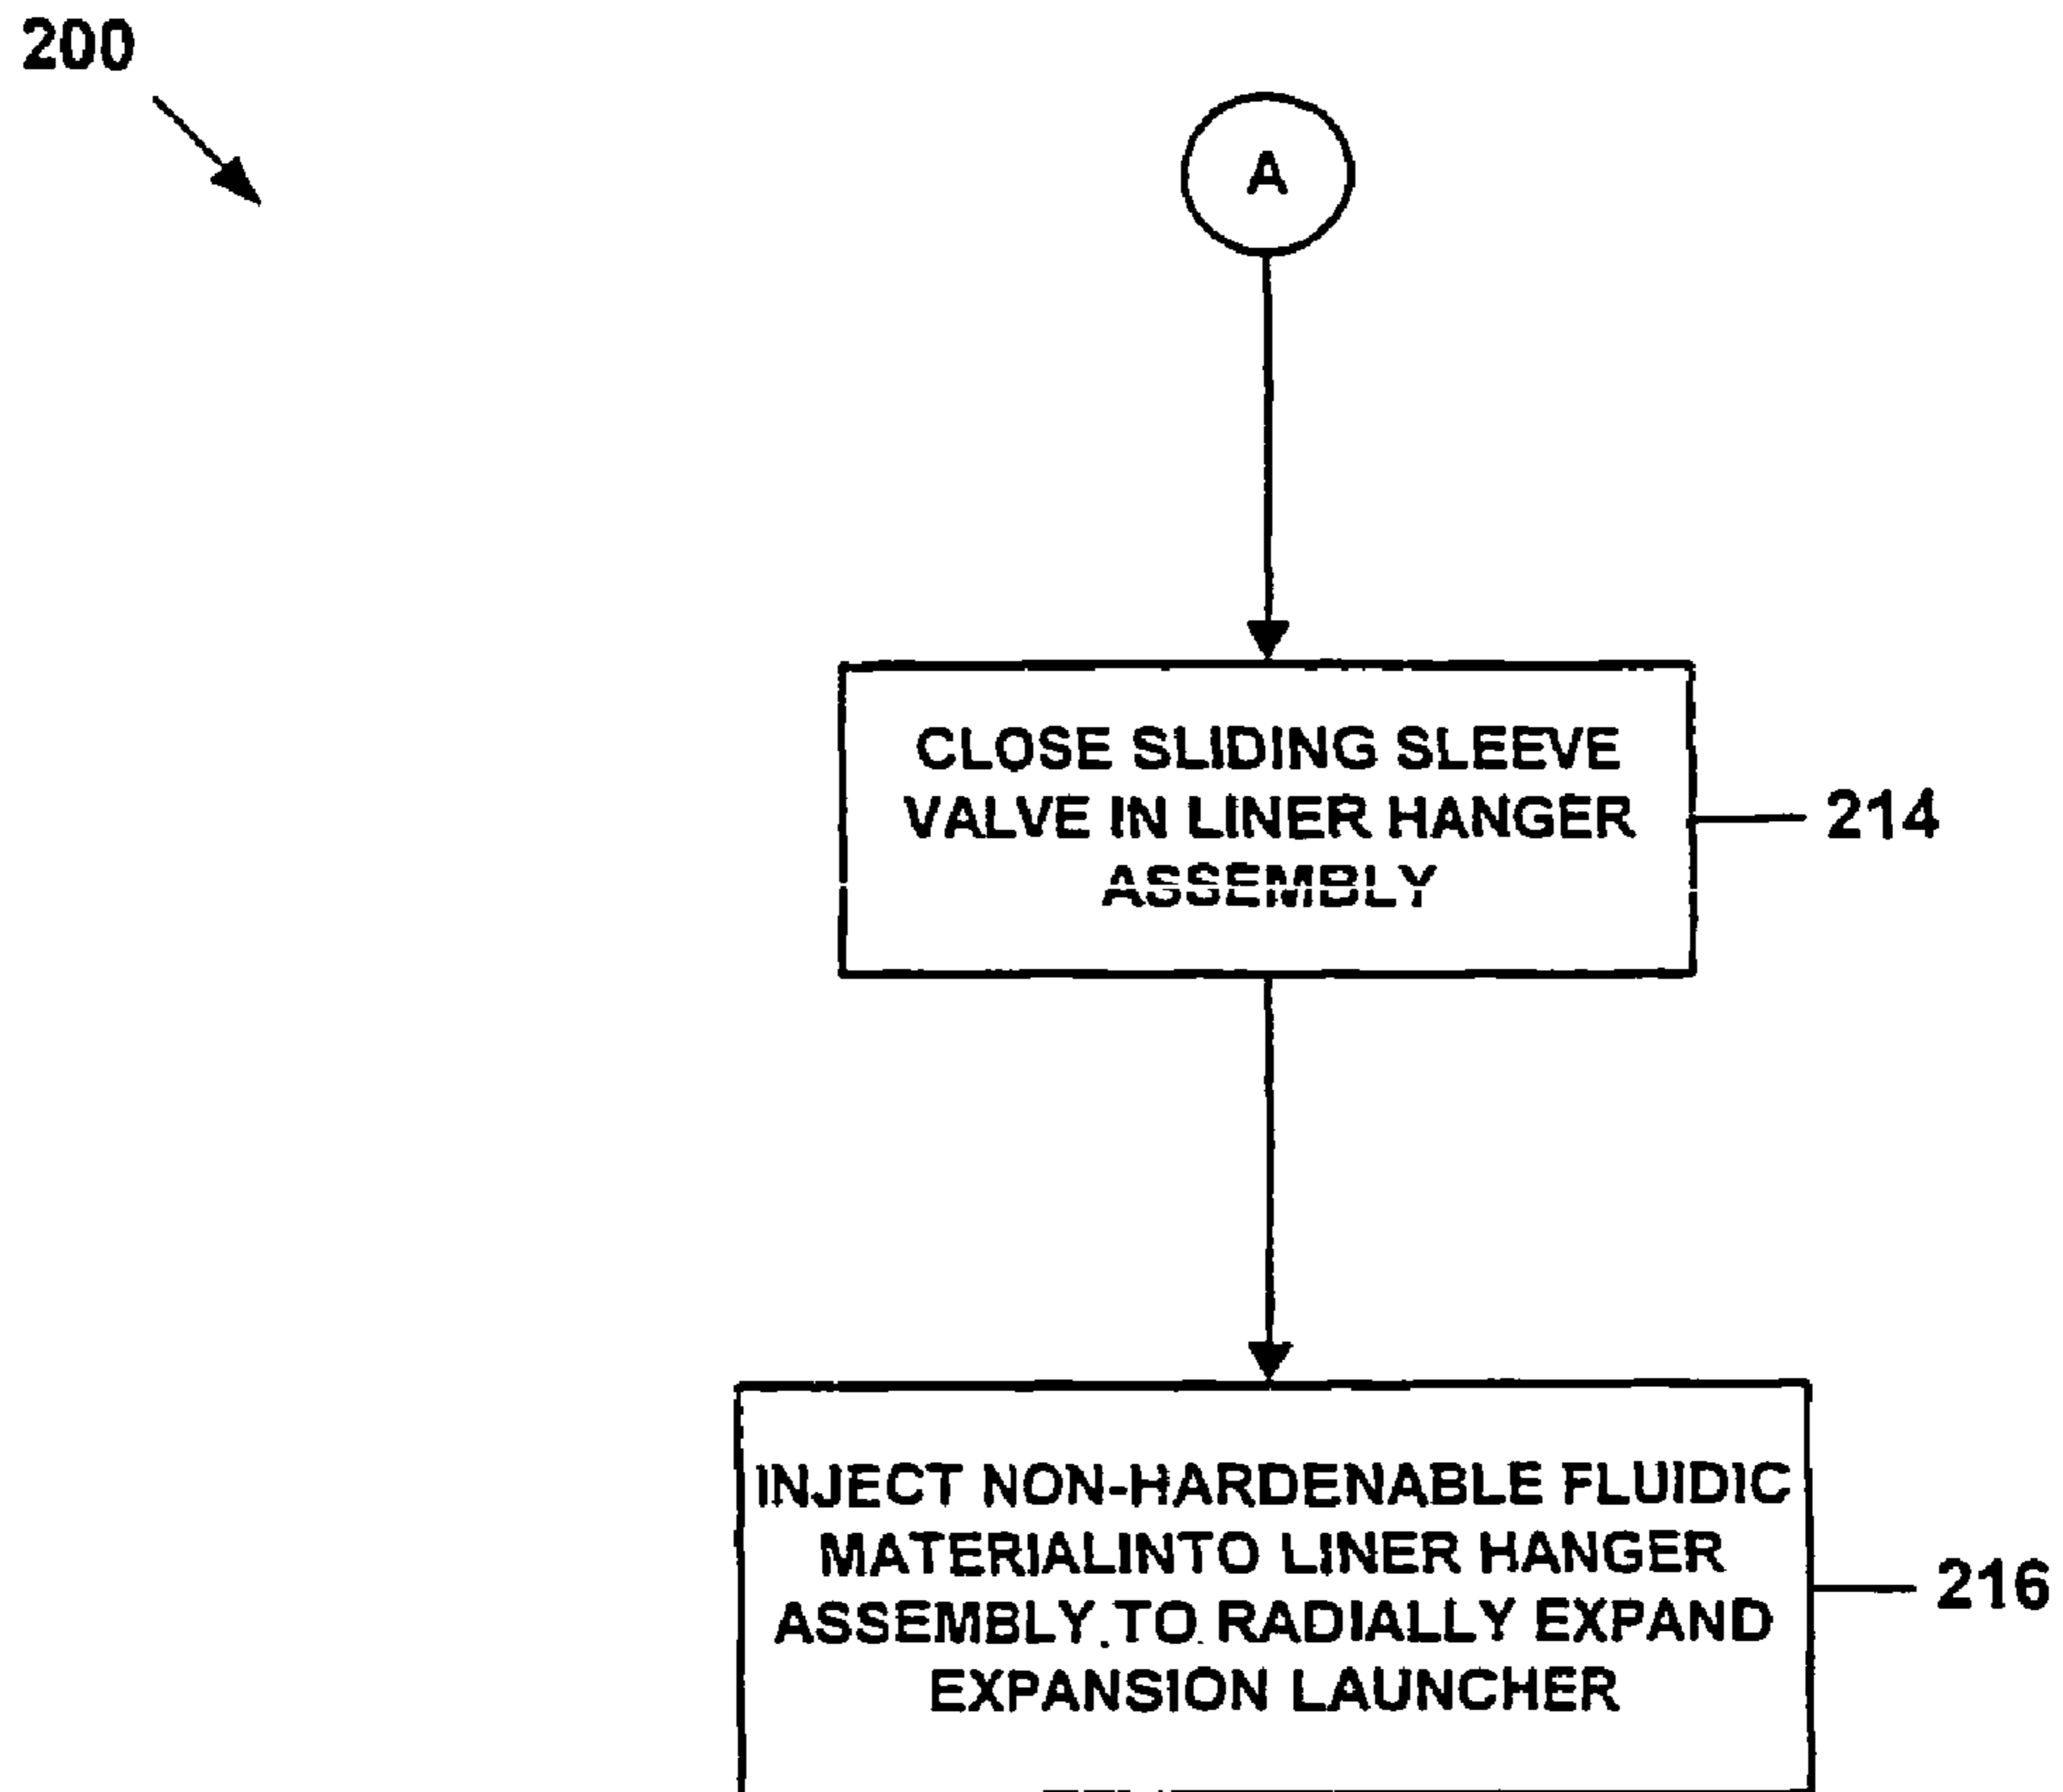 200
A
CLOSE SLIDING SLEEVE
VALVE IN LINER HANGER
ASSEMBLY
214
INJECT NON-HARDENABLE FLUIDIC
MATERIALINTO LINER HANGER
ASSEMBLY TO RADIALLY EXPAND
EXPANSION LAUNCHER
216